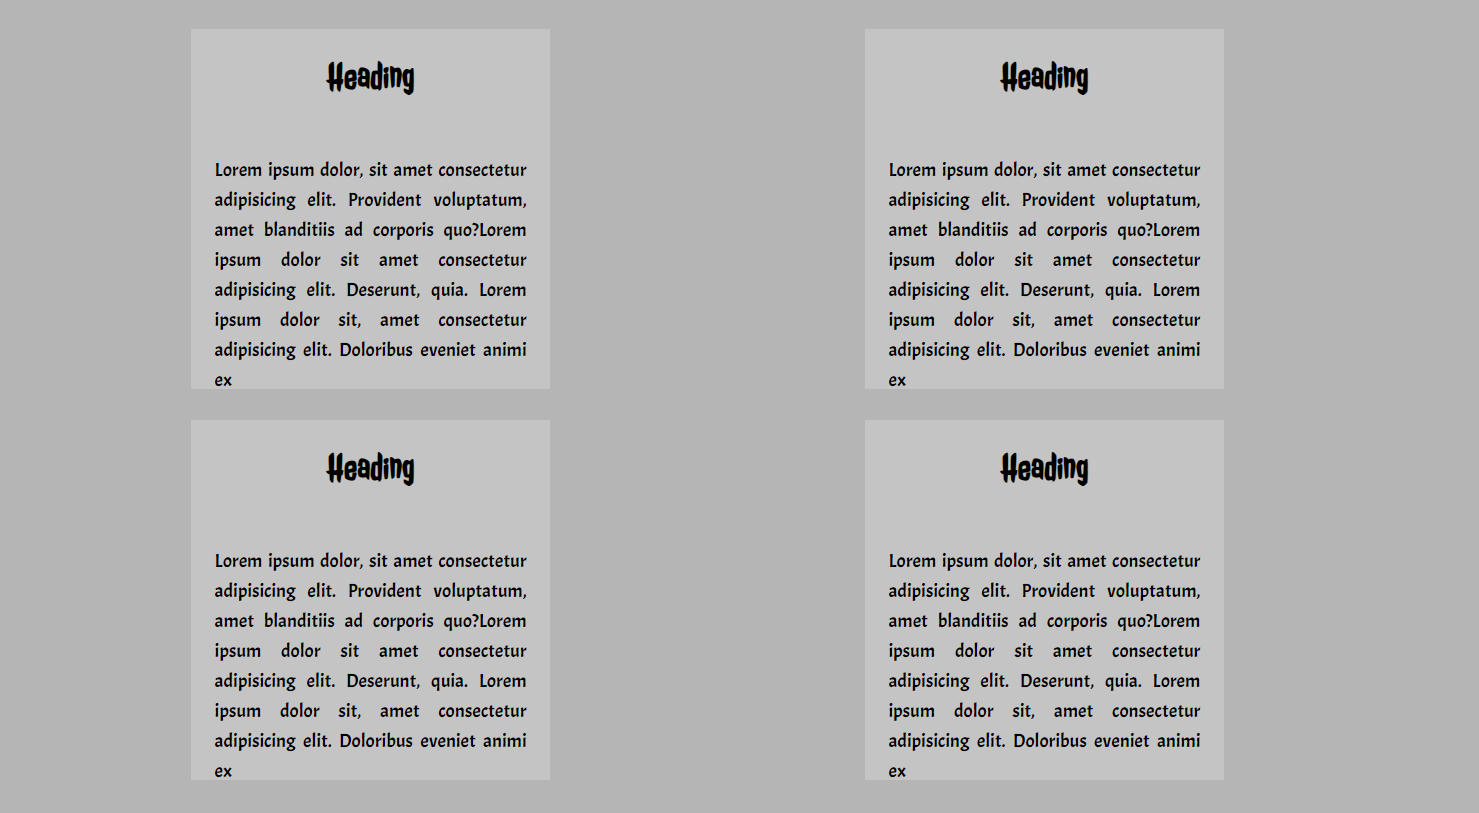 Heading
Lorem ipsum dolor, sit amet consectetur
adipisicing elit. Provident voluptatum,
amet blanditiis ad corporis quo?Lorem
ipsum dolor sit amet consectetur
adipisicing elit. Deserunt, quia. Lorem
ipsum dolor sit, amet consectetur
adipisicing elit. Doloribus eveniet animi
ex
Heading
Lorem ipsum dolor, sit amet consectetur
adipisicing elit. Provident voluptatum,
amet blanditiis ad corporis quo?Lorem
ipsum dolor sit amet consectetur
adipisicing elit. Deserunt, quia. Lorem
ipsum dolor sit, amet consectetur
adipisicing elit. Doloribus eveniet animi
ex
Heading
Lorem ipsum dolor, sit amet consectetur
adipisicing elit. Provident voluptatum,
amet blanditiis ad corporis quo?Lorem
ipsum dolor sit amet consectetur
adipisicing elit. Deserunt, quia. Lorem
ipsum dolor sit, amet consectetur
adipisicing elit. Doloribus eveniet animi
ex
Heading
Lorem ipsum dolor, sit amet consectetur
adipisicing elit. Provident voluptatum,
amet blanditiis ad corporis quo?Lorem
ipsum dolor sit amet consectetur
adipisicing elit. Deserunt, quia. Lorem
ipsum dolor sit, amet consectetur
adipisicing elit. Doloribus eveniet animi
ex